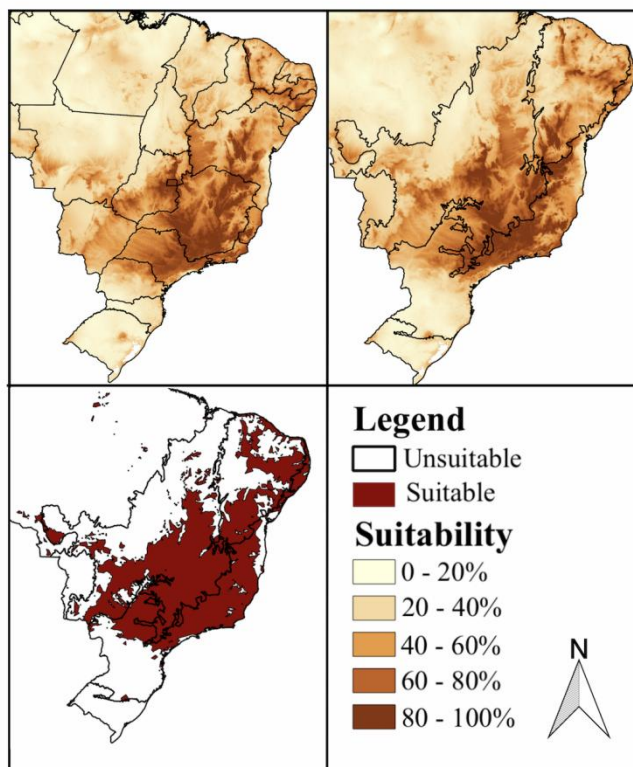 Legend
Unsuitable
Suitable
Suitability
0 - 20%
20 - 40%
40 - 60%
60 - 80%
80 - 100%
N